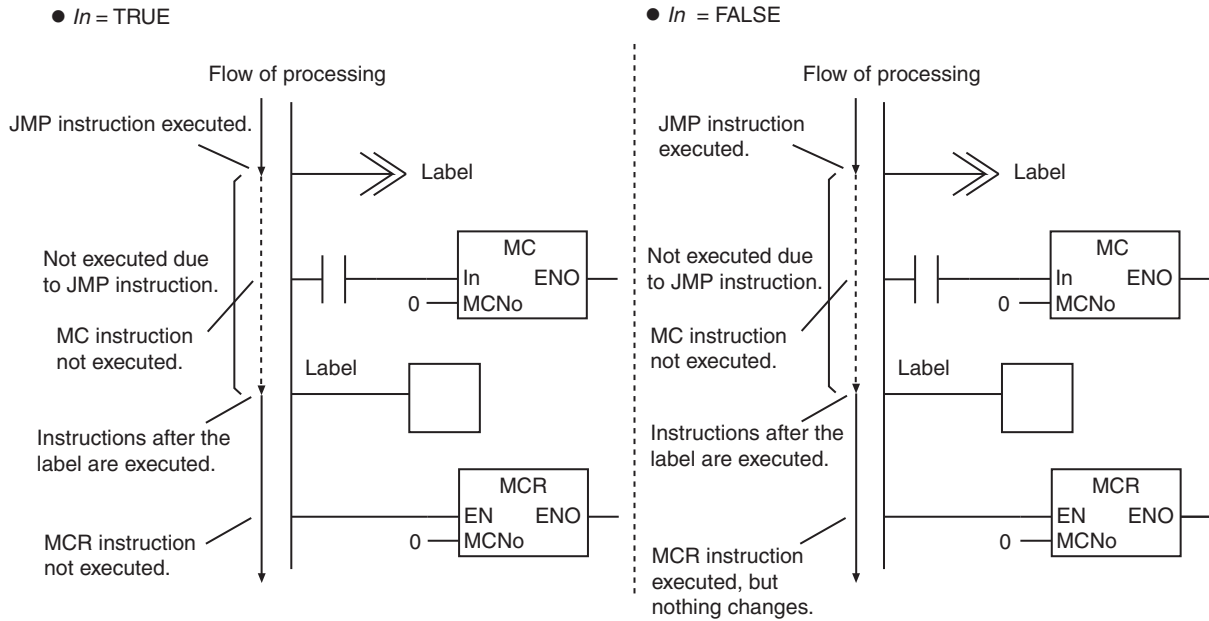 ● In = TRUE
Flow of processing
JMP instruction executed.
Label
Not executed due
to JMP instruction.
MC
In ENO
0 MCNo
MC instruction
not executed.
Label
Instructions after the
label are executed.
MCR
EN ENO
0 MCNo
MCR instruction
not executed.
● In = FALSE
Flow of processing
JMP instruction
executed.
Label
Not executed due
to JMP instruction.
MC
In ENO
0 MCNo
MC instruction
not executed.
Label
Instructions after the
label are executed.
MCR
EN ENO
0 MCNo
MCR instruction
executed, but
nothing changes.